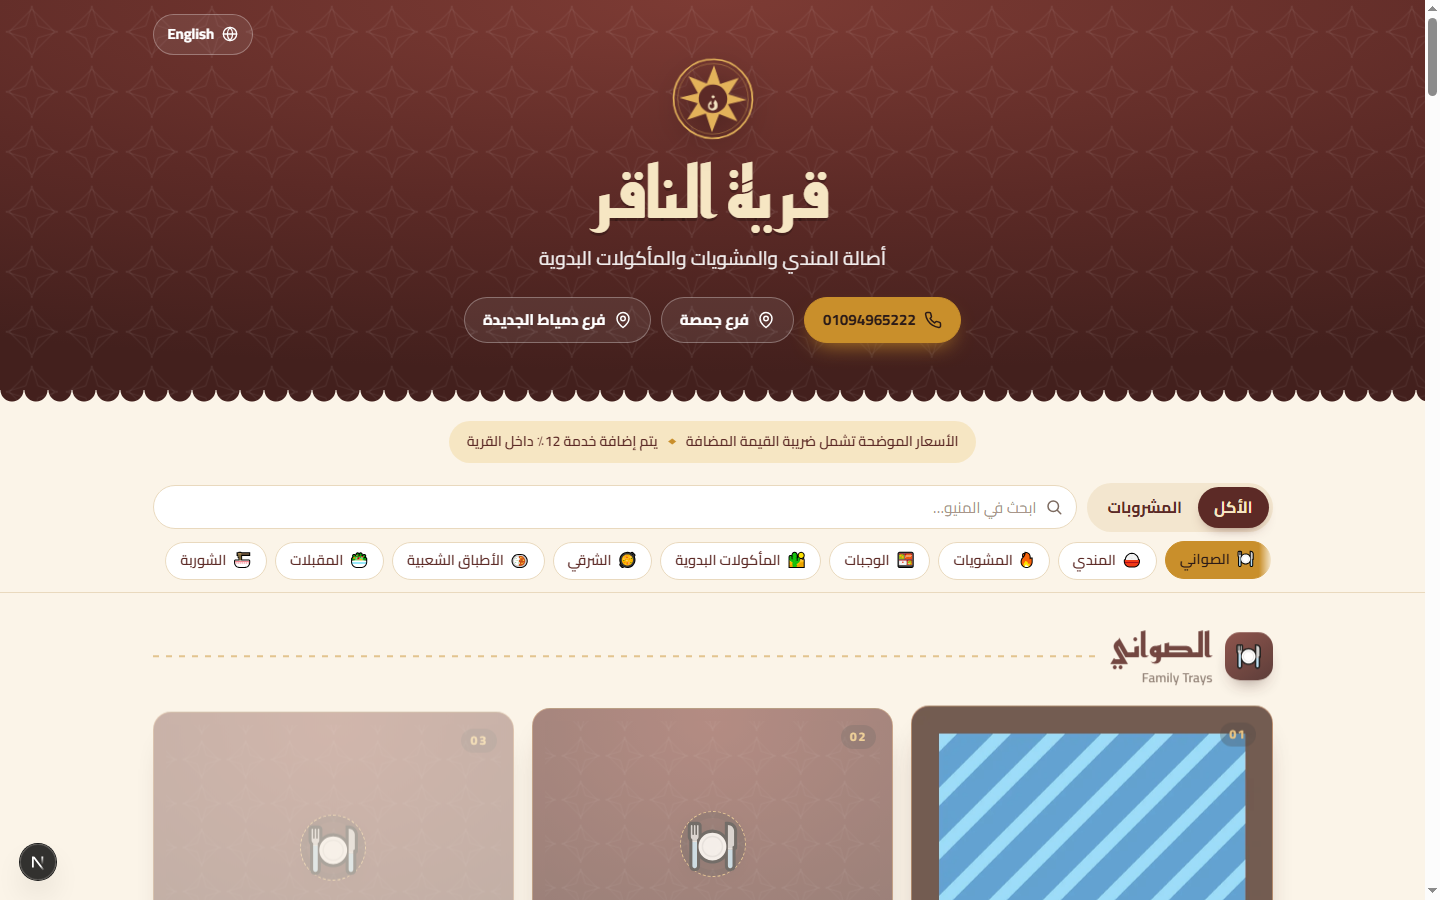 English
ن
قرية الناقر
أصالة المندي والمشويات والمأكولات البدوية
01094965222
فرع جمصة
فرع دمياط الجديدة
الأسعار الموضحة تشمل ضريبة القيمة المضافة ◆ يتم إضافة خدمة 12٪ داخل القرية
الأكل
المشروبات
ابحث في المنيو...
الصواني
المندي
المشويات
الوجبات
المأكولات البدوية
الشرقي
الأطباق الشعبية
المقبلات
الشوربة
الصواني
Family Trays
01
02
03
N